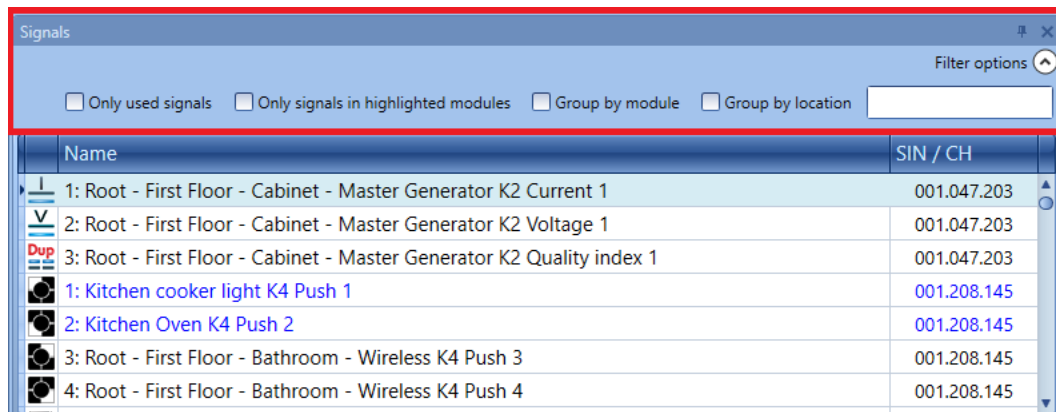 Signals
Filter options
Only used signals Only signals in highlighted modules Group by module Group by location
Name SIN / CH
1: Root - First Floor - Cabinet - Master Generator K2 Current 1 001.047.203
V 2: Root - First Floor - Cabinet - Master Generator K2 Voltage 1 001.047.203
Dup 3: Root - First Floor - Cabinet - Master Generator K2 Quality index 1 001.047.203
1: Kitchen cooker light K4 Push 1 001.208.145
2: Kitchen Oven K4 Push 2 001.208.145
3: Root - First Floor - Bathroom - Wireless K4 Push 3 001.208.145
4: Root - First Floor - Bathroom - Wireless K4 Push 4 001.208.145